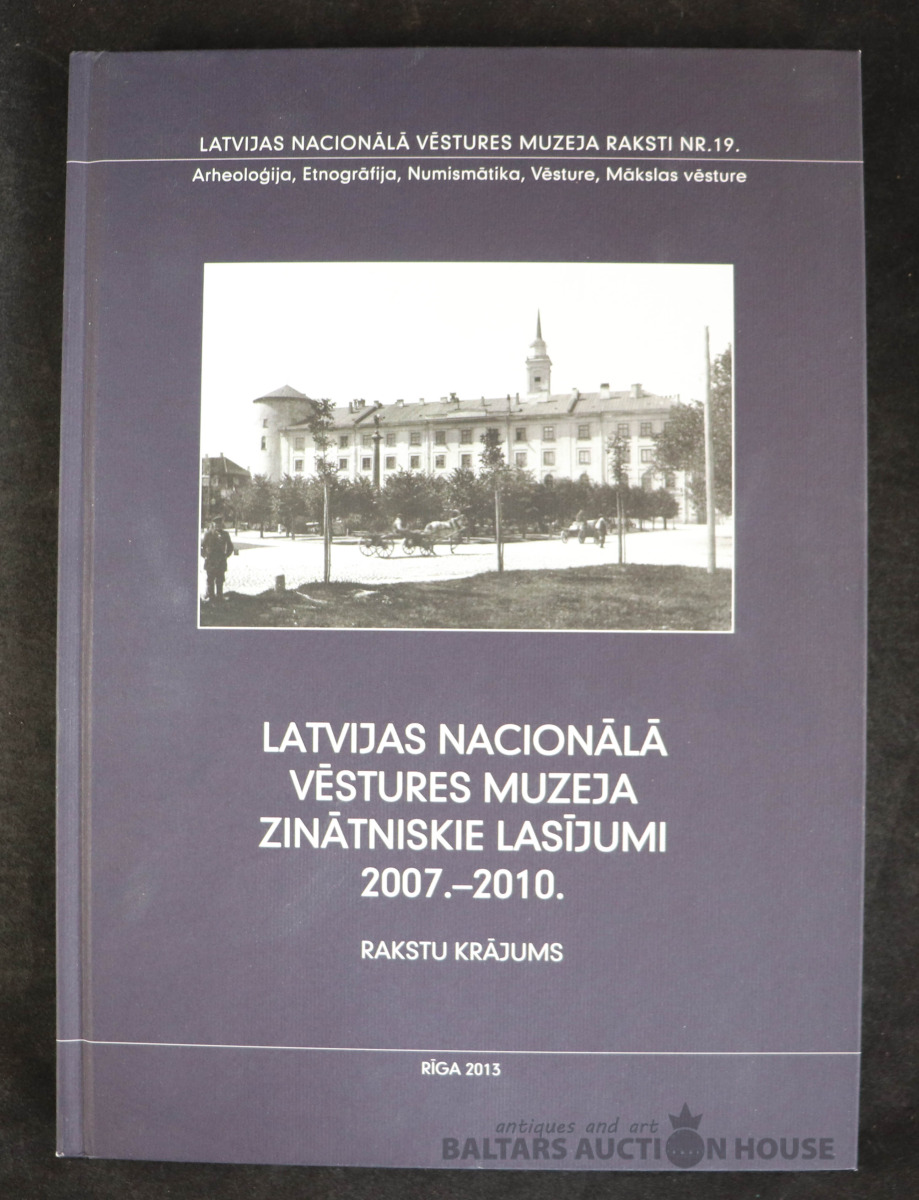 LATVIJAS NACIONĀLĀ VĒSTURES MUZEJA RAKSTI NR.19.
Arheoloģija, Etnogrāfija, Numismātika, Vēsture, Mākslas vēsture
LATVIJAS NACIONĀLĀ
VĒSTURES MUZEJA
ZINĀTNISKIE LASĪJUMI
2007.–2010.
RAKSTU KRĀJUMS
RĪGA 2013
antiques and art
BALTARS AUCTION HOUSE